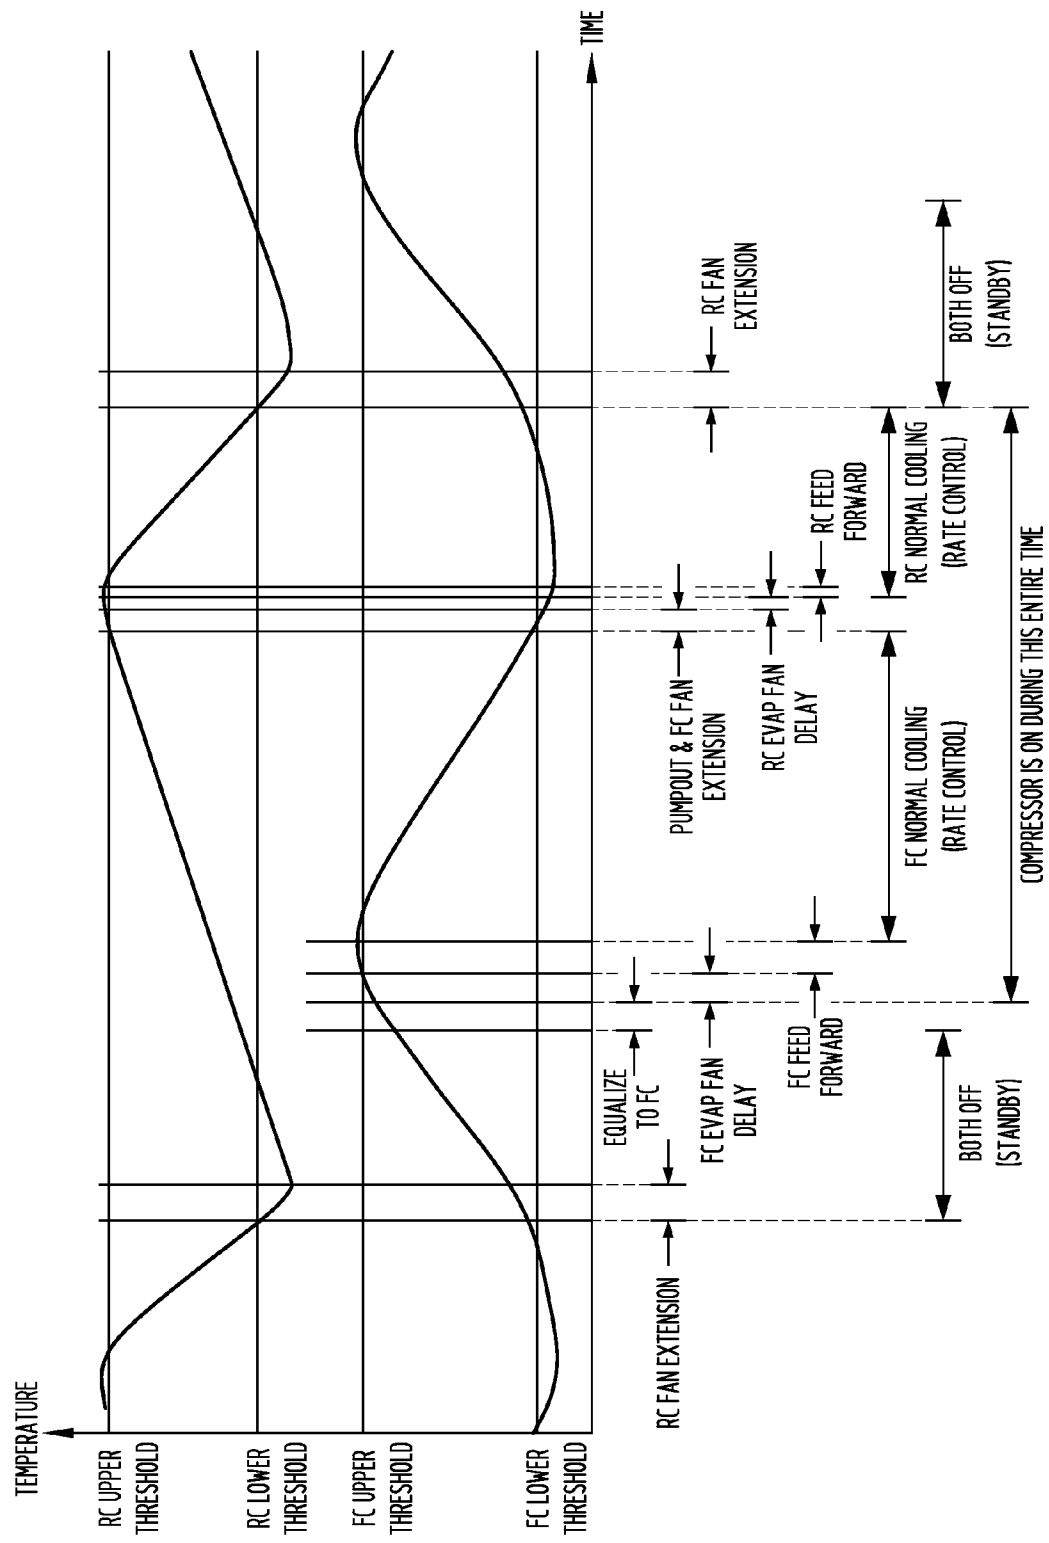 TEMPERATURE
RC UPPER
THRESHOLD
RC LOWER
THRESHOLD
FC UPPER
THRESHOLD
FC LOWER
THRESHOLD
TIME
RC FAN EXTENSION
EQUALIZE
TO FC
FC EVAP FAN
DELAY
FC FEED
FORWARD
BOTH OFF
(STANDBY)
PUMPOUT & FC FAN
EXTENSION
RC EVAP FAN
DELAY
RC FEED
FORWARD
RC FAN
EXTENSION
FC NORMAL COOLING
(RATE CONTROL)
RC NORMAL COOLING
(RATE CONTROL)
BOTH OFF
(STANDBY)
COMPRESSOR IS ON DURING THIS ENTIRE TIME